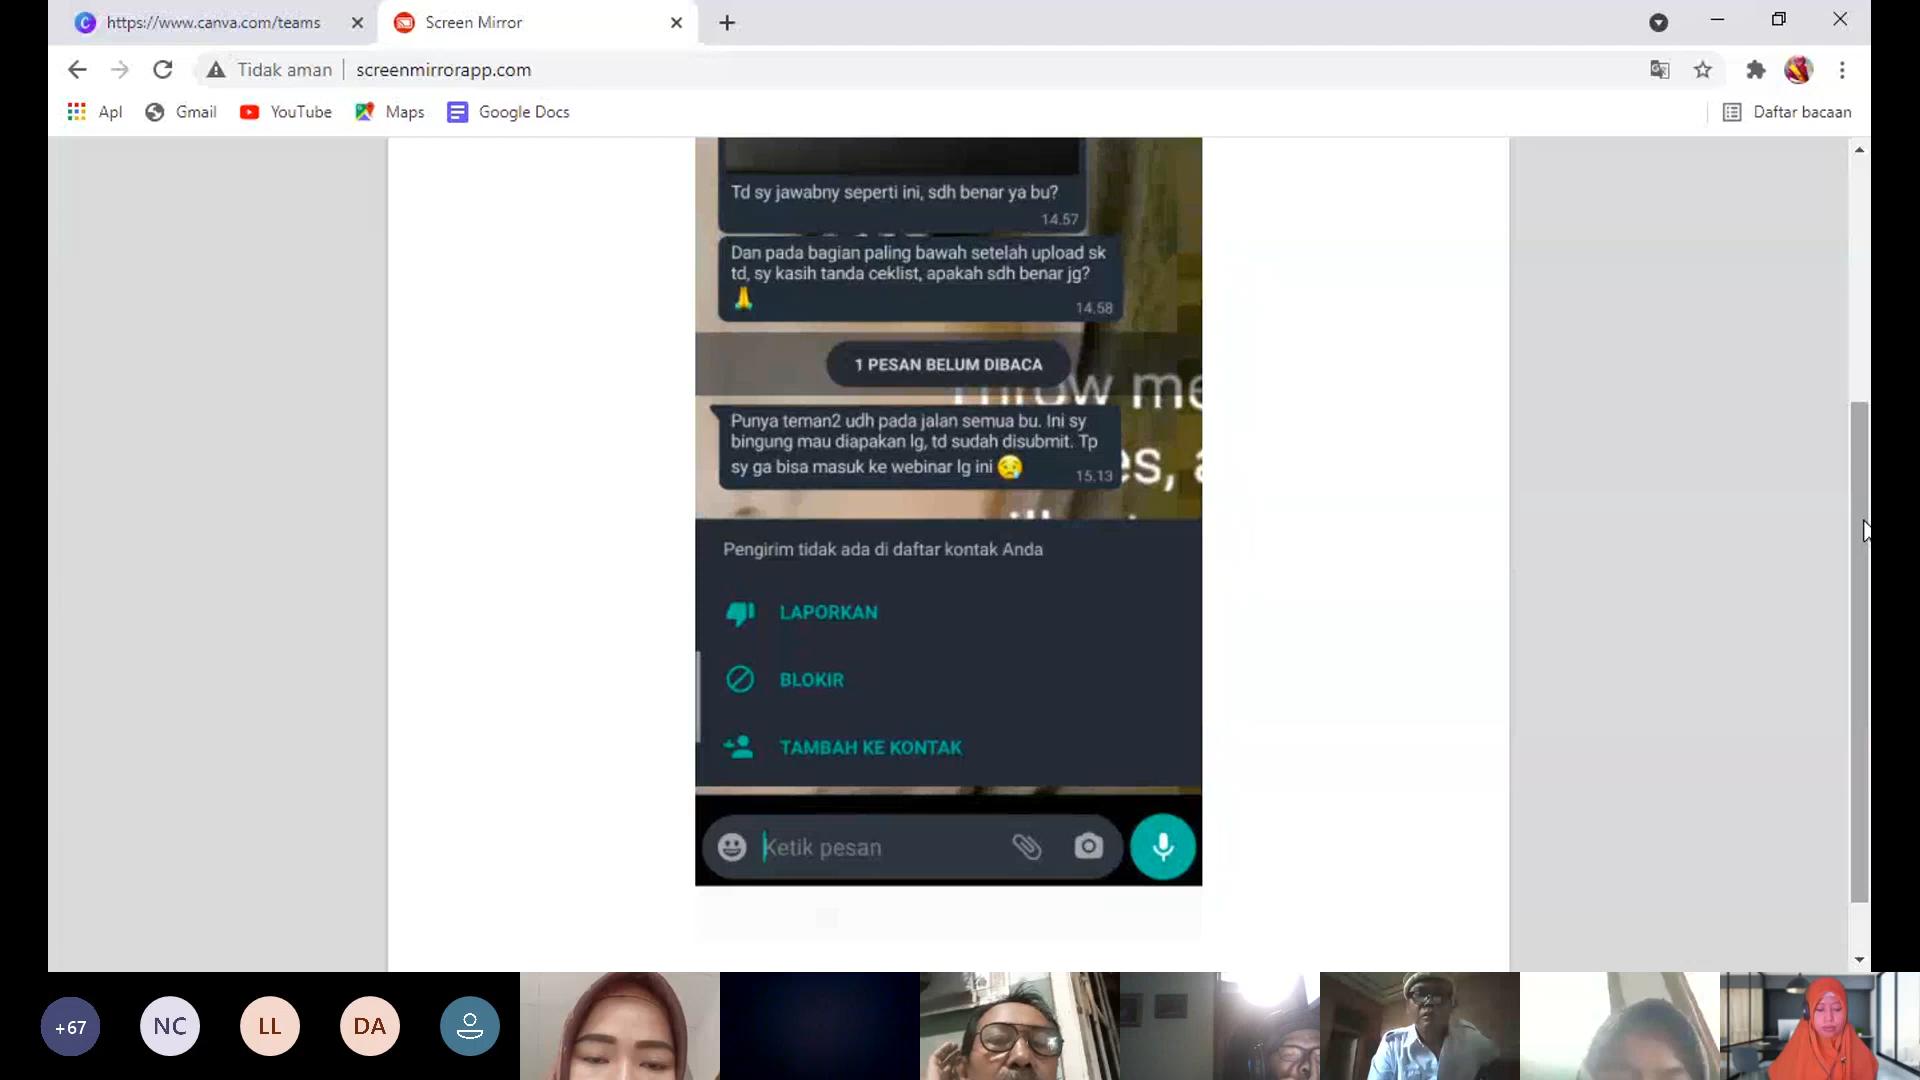 https://www.canva.com/teams
Screen Mirror
Tidak aman
screenmirrorapp.com
Apl
Gmail
YouTube
Maps
Google Docs
Daftar bacaan
Td sy jawabny seperti ini, sdh benar ya bu?
14.57
Dan pada bagian paling bawah setelah upload sk
td, sy kasih tanda ceklist, apakah sdh benar jg?
🙏
14.58
1 PESAN BELUM DIBACA
Throw me
Punya teman2 udh pada jalan semua bu. Ini sy
bingung mau diapakan lg, td sudah disubmit. Tp
sy ga bisa masuk ke webinar lg ini 😢
15.13
Pengirim tidak ada di daftar kontak Anda
LAPORKAN
BLOKIR
TAMBAH KE KONTAK
Ketik pesan
+67
NC
LL
DA